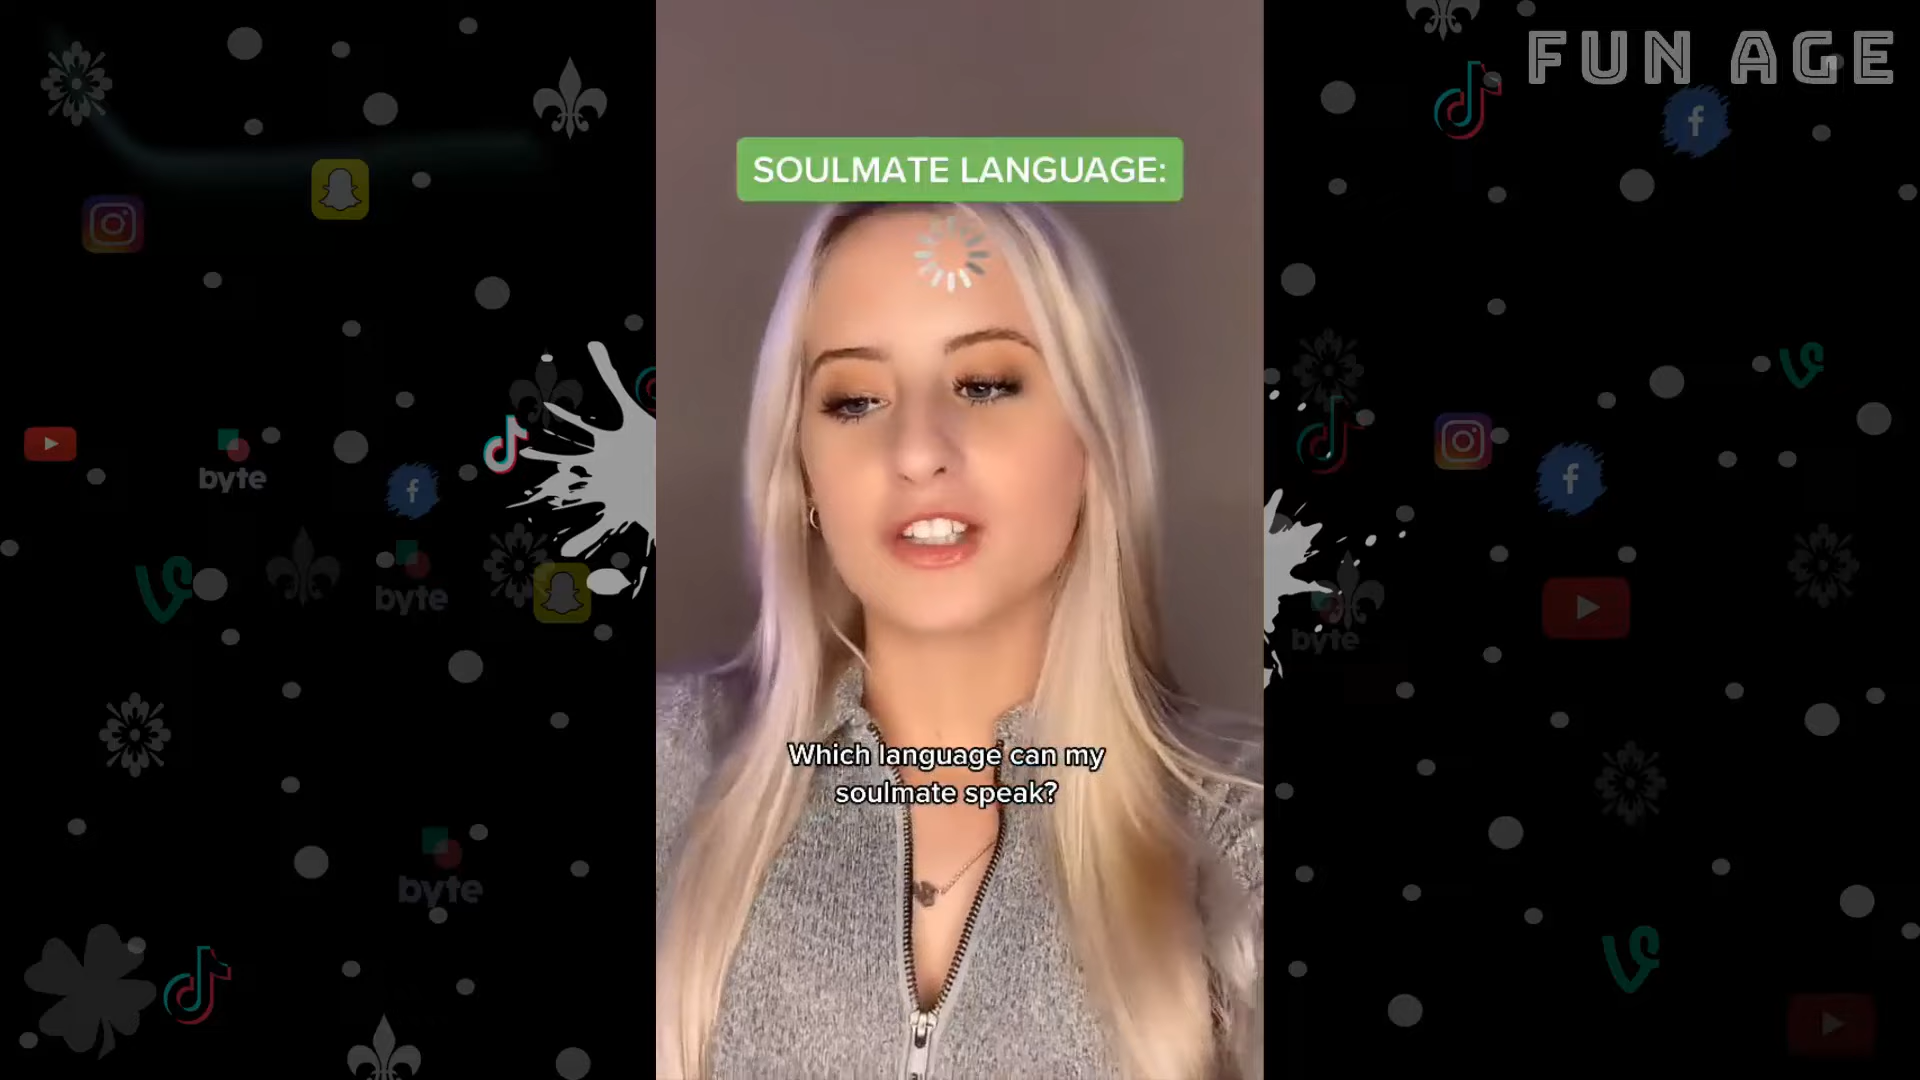 FUN AGE
SOULMATE LANGUAGE:
Which language can my
soulmate speak?
byte
byte
byte
byte